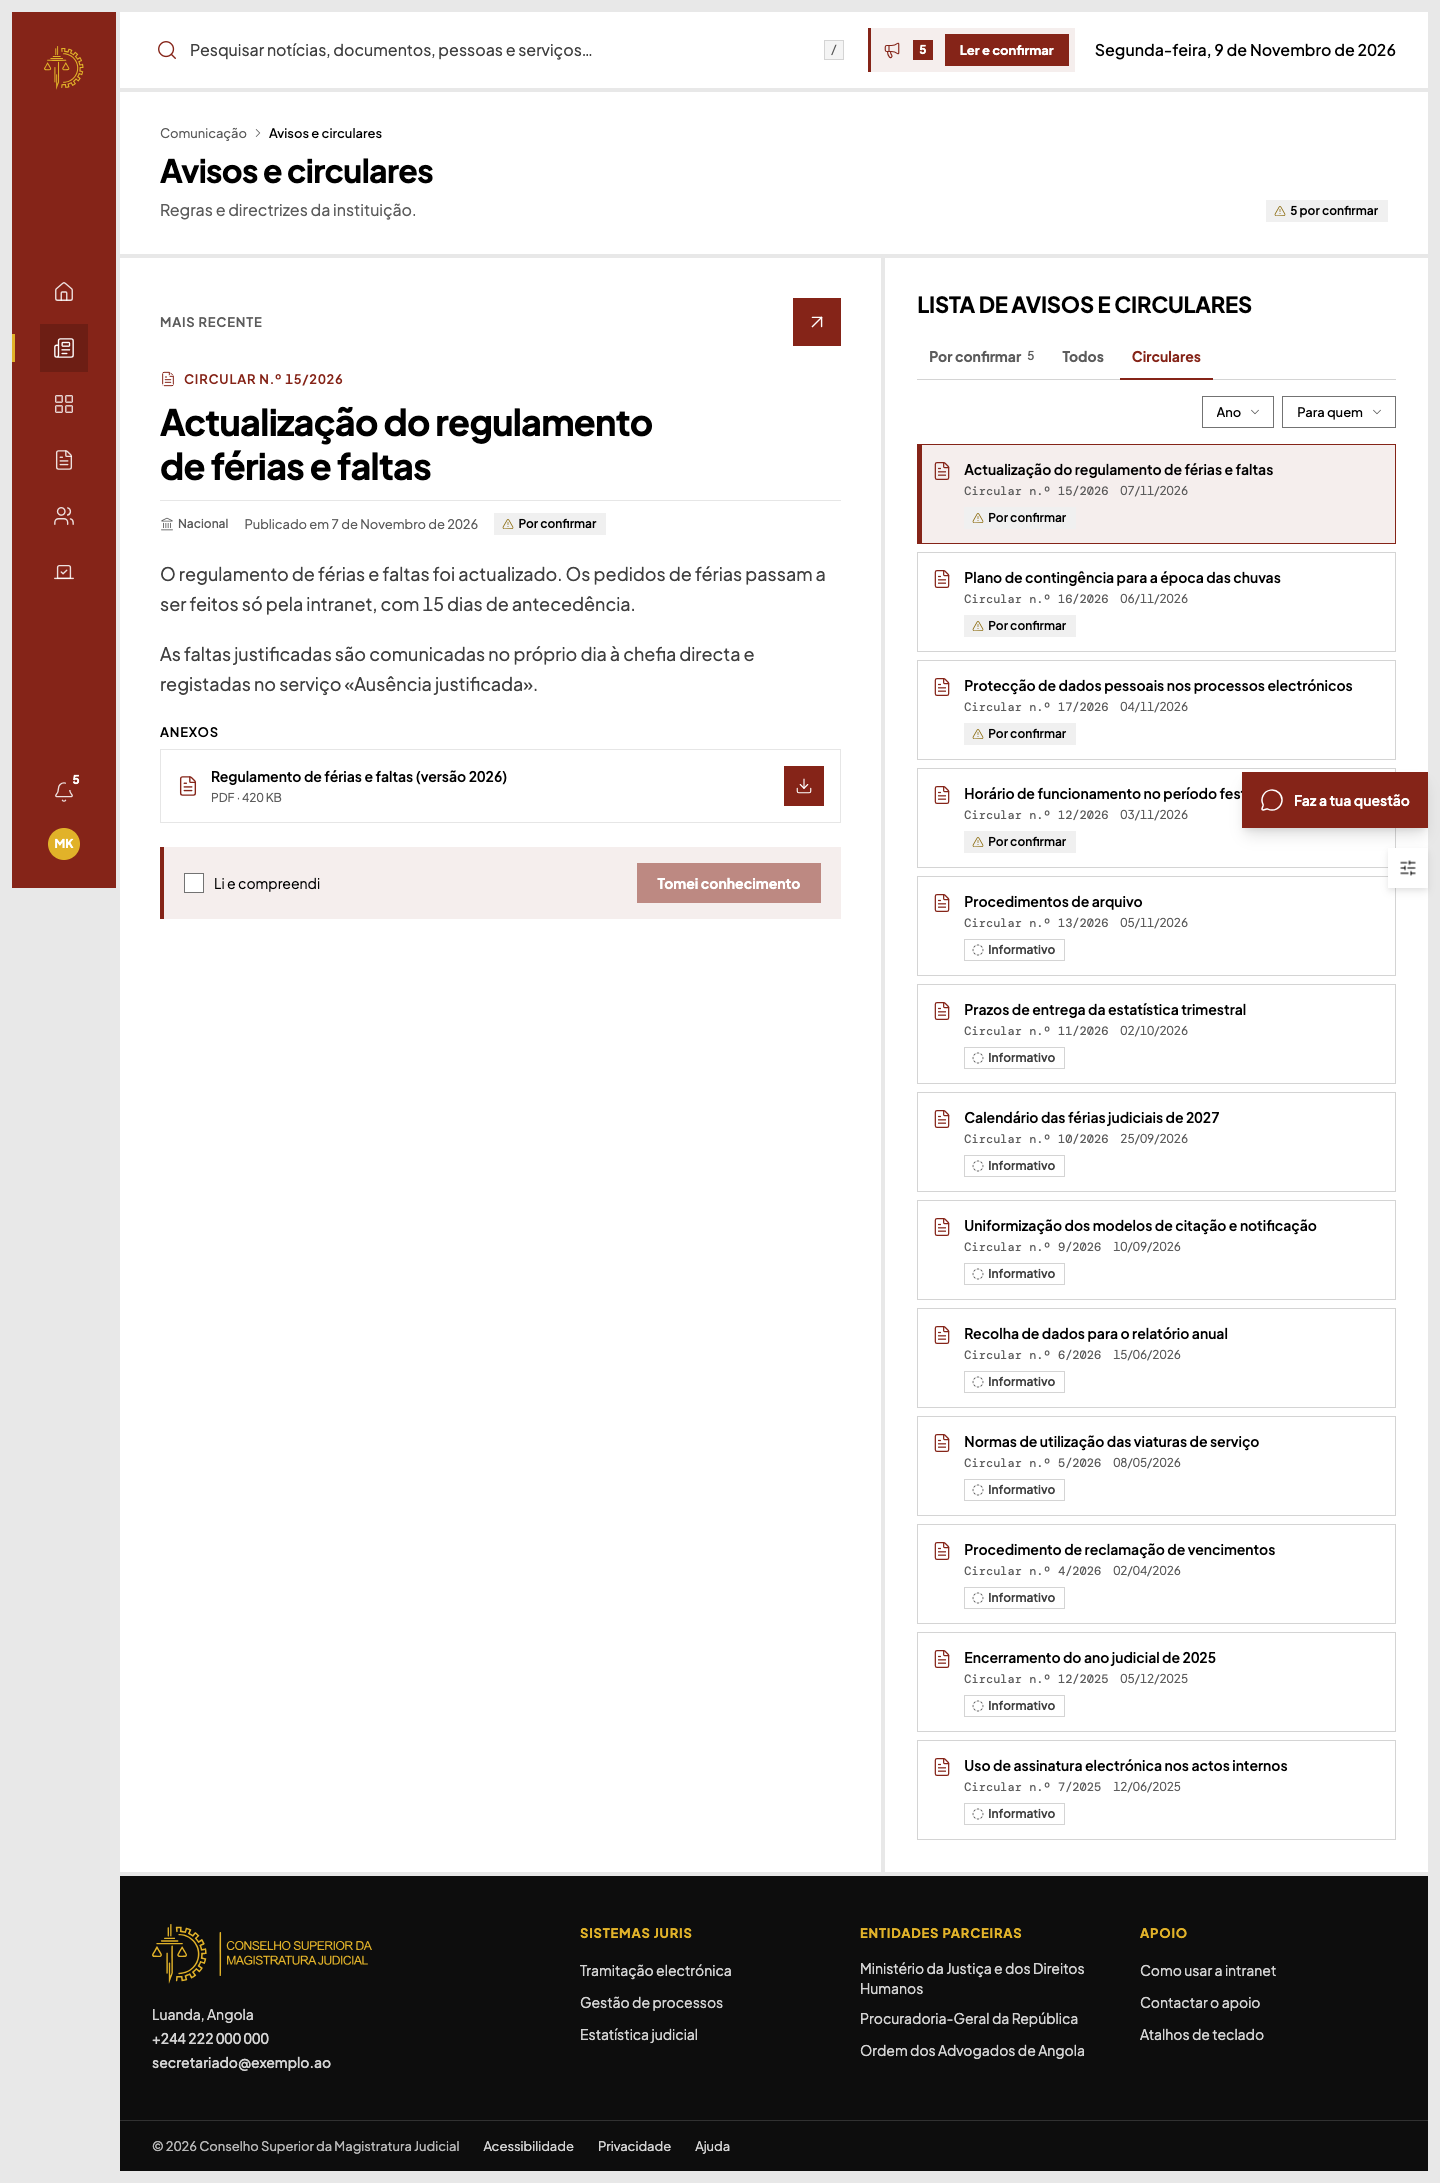 Pesquisar notícias, documentos, pessoas e serviços...
/
5
Ler e confirmar
Segunda-feira, 9 de Novembro de 2026
Comunicação
Avisos e circulares
Avisos e circulares
Regras e directrizes da instituição.
5 por confirmar
MAIS RECENTE
CIRCULAR N.º 15/2026
Actualização do regulamento
de férias e faltas
Nacional
Publicado em 7 de Novembro de 2026
Por confirmar
O regulamento de férias e faltas foi actualizado. Os pedidos de férias passam a
ser feitos só pela intranet, com 15 dias de antecedência.
As faltas justificadas são comunicadas no próprio dia à chefia directa e
registadas no serviço «Ausência justificada».
ANEXOS
Regulamento de férias e faltas (versão 2026)
PDF · 420 KB
Li e compreendi
Tomei conhecimento
5
MK
LISTA DE AVISOS E CIRCULARES
Por confirmar 5
Todos
Circulares
Ano
Para quem
Actualização do regulamento de férias e faltas
Circular n.º 15/2026 07/11/2026
Por confirmar
Plano de contingência para a época das chuvas
Circular n.º 16/2026 06/11/2026
Por confirmar
Protecção de dados pessoais nos processos electrónicos
Circular n.º 17/2026 04/11/2026
Por confirmar
Horário de funcionamento no período
Circular n.º 12/2026 03/11/2026
Por confirmar
Faz a tua questão
Procedimentos de arquivo
Circular n.º 13/2026 05/11/2026
Informativo
Prazos de entrega da estatística trimestral
Circular n.º 11/2026 02/10/2026
Informativo
Calendário das férias judiciais de 2027
Circular n.º 10/2026 25/09/2026
Informativo
Uniformização dos modelos de citação e notificação
Circular n.º 9/2026 10/09/2026
Informativo
Recolha de dados para o relatório anual
Circular n.º 6/2026 15/06/2026
Informativo
Normas de utilização das viaturas de serviço
Circular n.º 5/2026 08/05/2026
Informativo
Procedimento de reclamação de vencimentos
Circular n.º 4/2026 02/04/2026
Informativo
Encerramento do ano judicial de 2025
Circular n.º 12/2025 05/12/2025
Informativo
Uso de assinatura electrónica nos actos internos
Circular n.º 7/2025 12/06/2025
Informativo
CONSELHO SUPERIOR DA
MAGISTRATURA JUDICIAL
Luanda, Angola
+244 222 000 000
secretariado@exemplo.ao
SISTEMAS JURIS
Tramitação electrónica
Gestão de processos
Estatística judicial
ENTIDADES PARCEIRAS
Ministério da Justiça e dos Direitos
Humanos
Procuradoria-Geral da República
Ordem dos Advogados de Angola
APOIO
Como usar a intranet
Contactar o apoio
Atalhos de teclado
© 2026 Conselho Superior da Magistratura Judicial
Acessibilidade
Privacidade
Ajuda